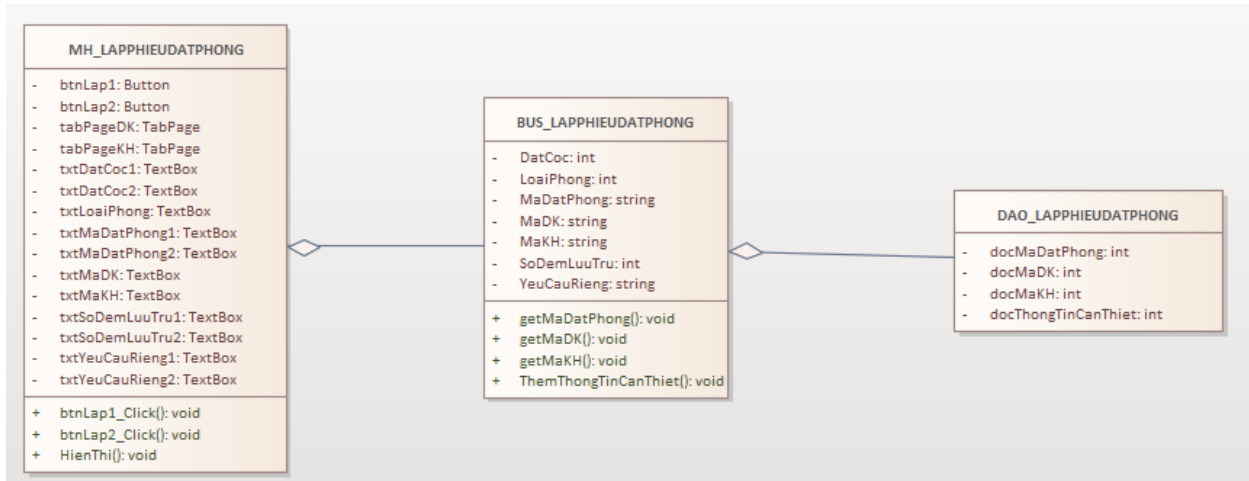 MH_LAPPHIEUDATPHONG
- btnLap1: Button
- btnLap2: Button
- tabPageDK: TabPage
- tabPageKH: TabPage
- txtDatCoc1: TextBox
- txtDatCoc2: TextBox
- txtLoaiPhong: TextBox
- txtMaDatPhong1: TextBox
- txtMaDatPhong2: TextBox
- txtMaDK: TextBox
- txtMaKH: TextBox
- txtSoDemLuuTru1: TextBox
- txtSoDemLuuTru2: TextBox
- txtYeuCauRieng1: TextBox
- txtYeuCauRieng2: TextBox
+ btnLap1_Click(): void
+ btnLap2_Click(): void
+ HienThi(): void
BUS_LAPPHIEUDATPHONG
- DatCoc: int
- LoaiPhong: int
- MaDatPhong: string
- MaDK: string
- MaKH: string
- SoDemLuuTru: int
- YeuCauRieng: string
+ getMaDatPhong(): void
+ getMaDK(): void
+ getMaKH(): void
+ ThemThongTinCanThiet(): void
DAO_LAPPHIEUDATPHONG
- docMaDatPhong: int
- docMaDK: int
- docMaKH: int
- docThongTinCanThiet: int